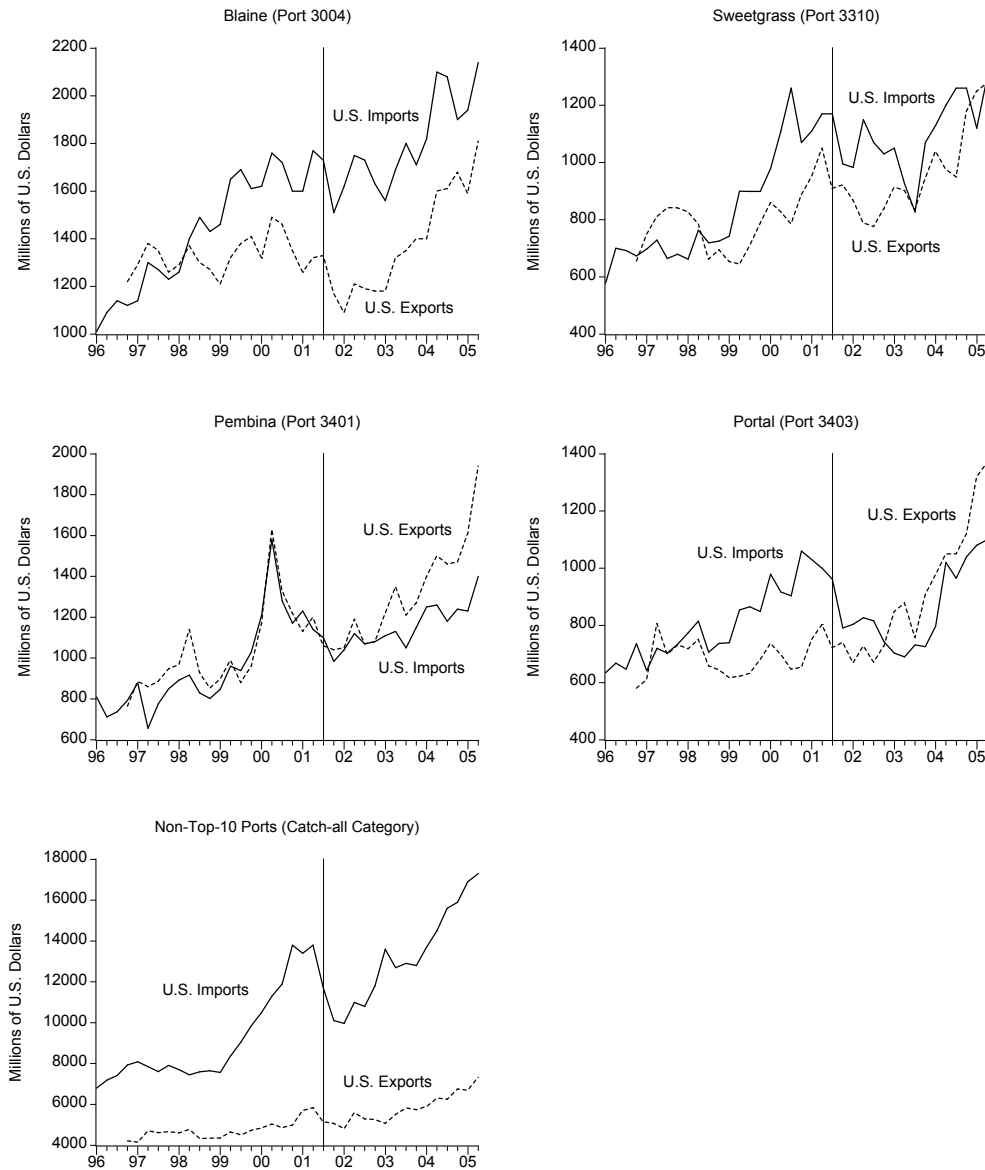 Blaine (Port 3004)
Millions of U.S. Dollars
2200
2000
1800
1600
1400
1200
1000
U.S. Imports
U.S. Exports
96 97 98 99 00 01 02 03 04 05
Sweetgrass (Port 3310)
Millions of U.S. Dollars
1400
1200
1000
800
600
400
U.S. Imports
U.S. Exports
96 97 98 99 00 01 02 03 04 05
Pembina (Port 3401)
Millions of U.S. Dollars
2000
1800
1600
1400
1200
1000
800
600
U.S. Exports
U.S. Imports
96 97 98 99 00 01 02 03 04 05
Portal (Port 3403)
Millions of U.S. Dollars
1400
1200
1000
800
600
400
U.S. Exports
U.S. Imports
96 97 98 99 00 01 02 03 04 05
Non-Top-10 Ports (Catch-all Category)
Millions of U.S. Dollars
18000
16000
14000
12000
10000
8000
6000
4000
U.S. Imports
U.S. Exports
96 97 98 99 00 01 02 03 04 05